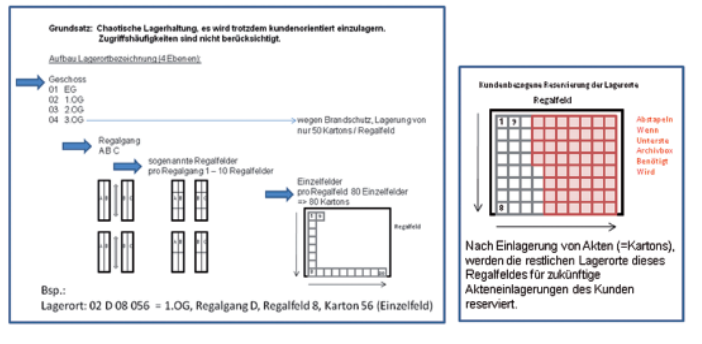 Grundsatz: Chaotische Lagerhaltung, es wird trotzdem kundenorientiert einzulagern.
Zugriffshäufigkeiten sind nicht berücksichtigt.
Aufbau Lagerortbezeichnung (4 Ebenen):
Geschoss
01 EG
02 1.OG
03 2.OG
04 3.OG
wegen Brandschutz, Lagerung von
nur 50 Kartons / Regalfeld
Regalgang
AB C
sogenannte Regalfelder
pro Regalgang 1 – 10 Regalfelder
Einzelfelder
pro Regalfeld 80 Einzelfelder
=> 80 Kartons
Regalfeld
Bsp.:
Lagerort: 02 D 08 056 = 1.OG, Regalgang D, Regalfeld 8, Karton 56 (Einzelfeld)
Kundenbezogene Reservierung der Lagerorte
Regalfeld
1 9
8
Abstapeln
Wenn
Unterste
Archivbox
Benötigt
Wird
Nach Einlagerung von Akten (=Kartons),
werden die restlichen Lagerorte dieses
Regalfeldes für zukünftige
Akteneinlagerungen des Kunden
reserviert.